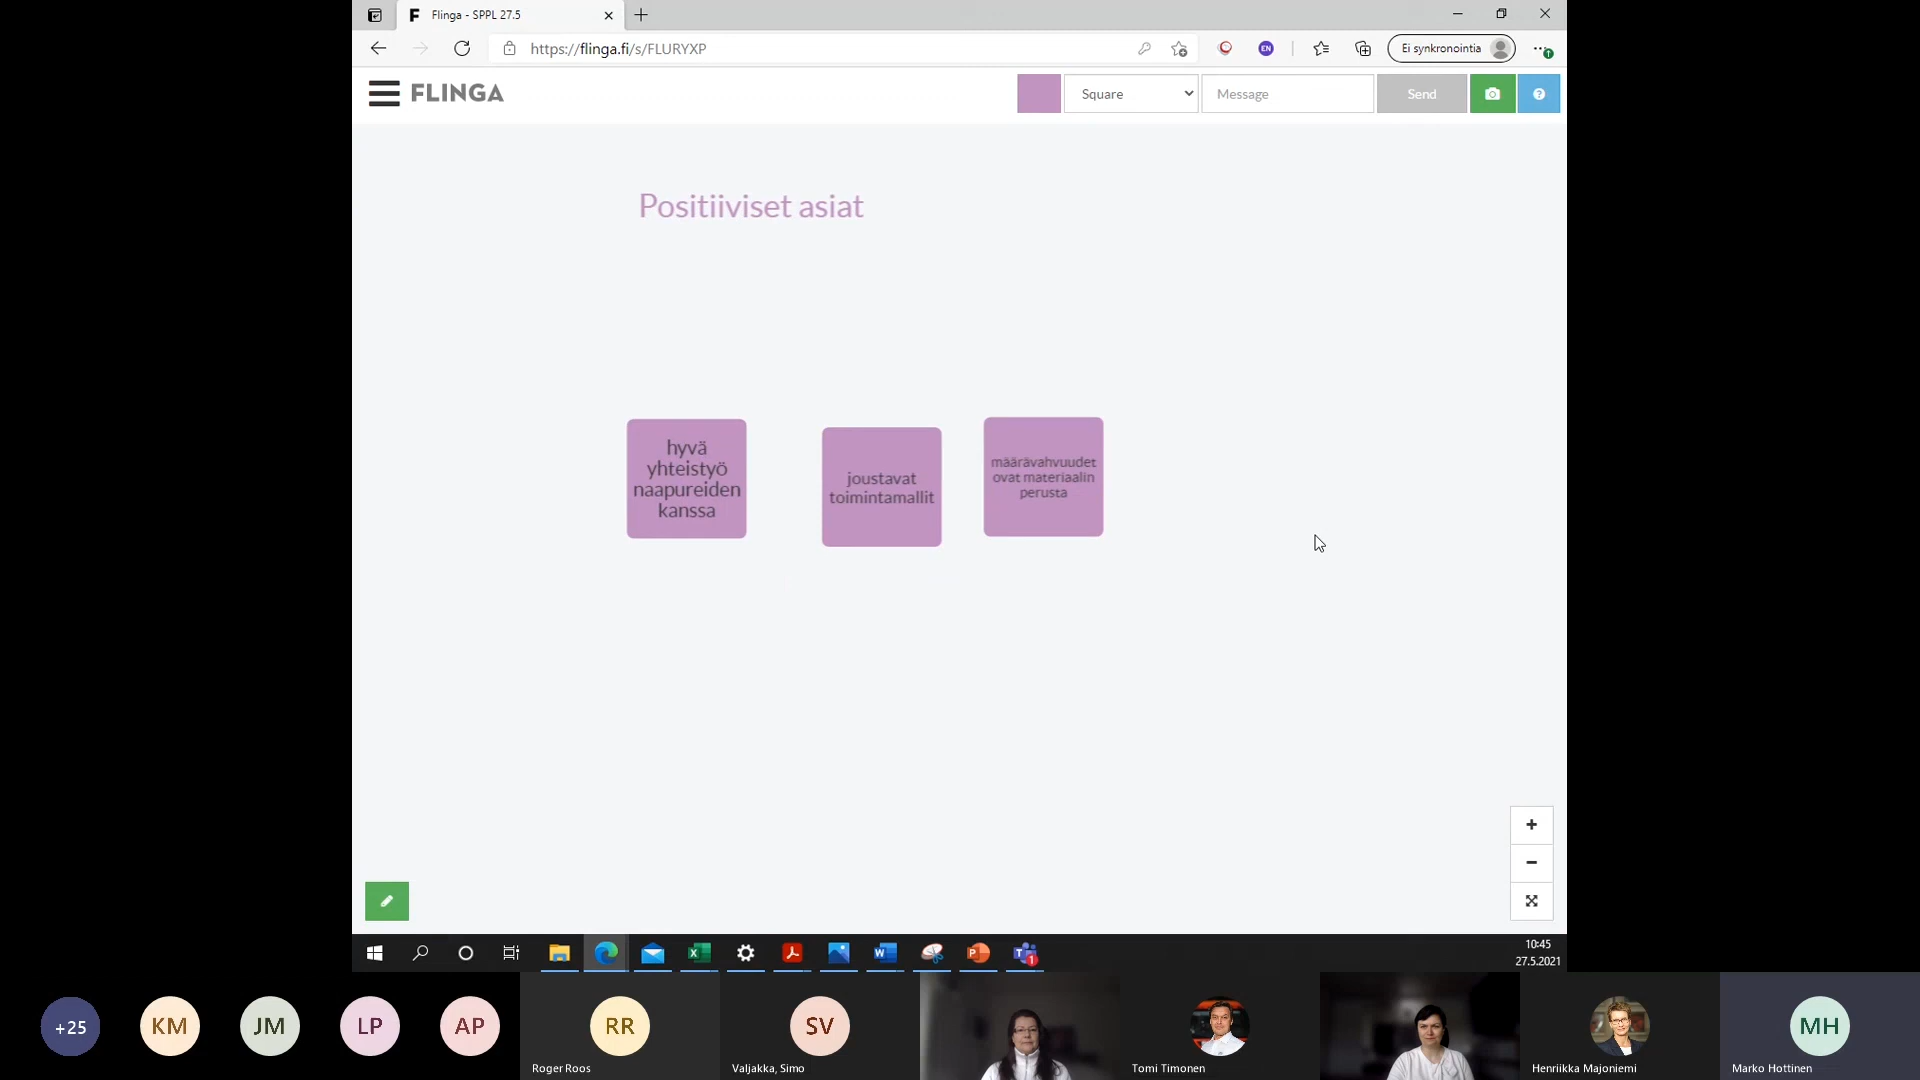 Flinga - SPPL 27.5
https://flinga.fi/s/FLURYXP
EN
Ei synkronointia
FLINGA
Square
Message
Send
Positiiviset asiat
hyvä
yhteistyö
naapureiden
kanssa
joustavat
toimintamallit
määrävahvuudet
ovat materiaalin
perusta
10:45
27.5.2021
1
+25
KM
JM
LP
AP
RR
SV
MH
Roger Roos
Valjakka, Simo
Tomi Timonen
Henriikka Majoniemi
Marko Hottinen